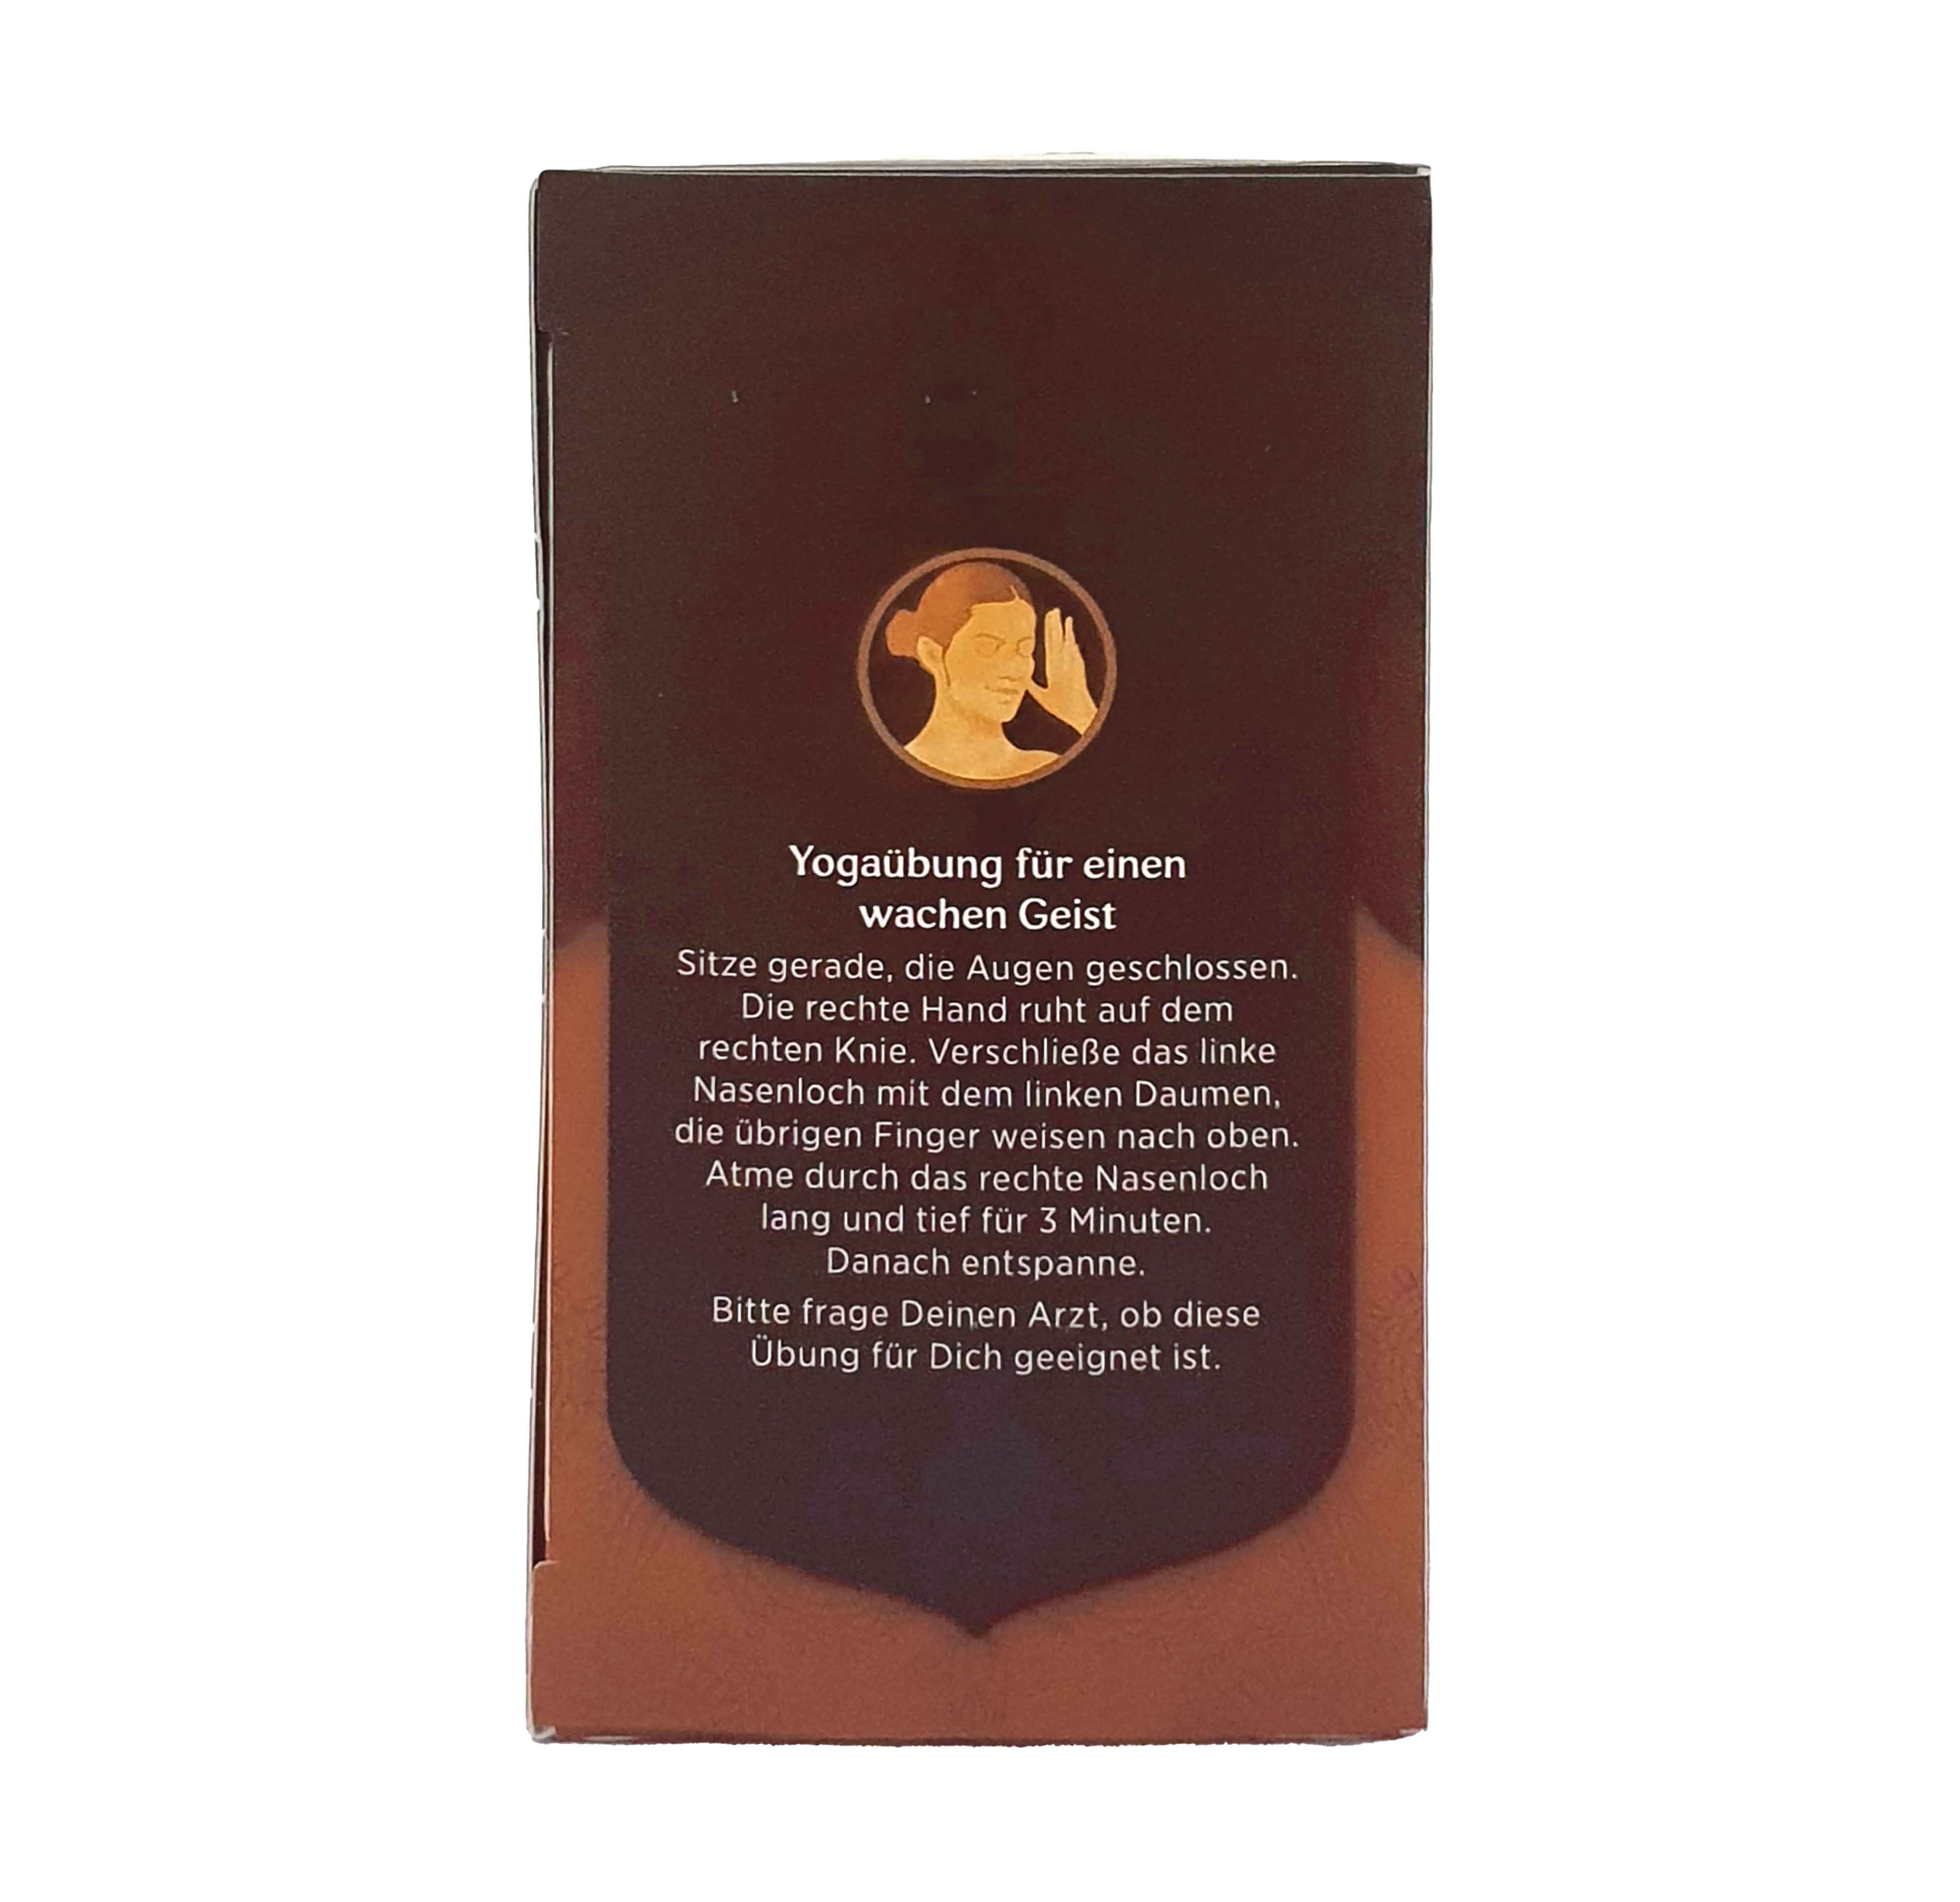 Yogaübung für einen
wachen Geist
Sitze gerade, die Augen geschlossen.
Die rechte Hand ruht auf dem
rechten Knie. Verschließe das linke
Nasenloch mit dem linken Daumen,
die übrigen Finger weisen nach oben.
Atme durch das rechte Nasenloch
lang und tief für 3 Minuten.
Danach entspanne.
Bitte frage Deinen Arzt, ob diese
Übung für Dich geeignet ist.